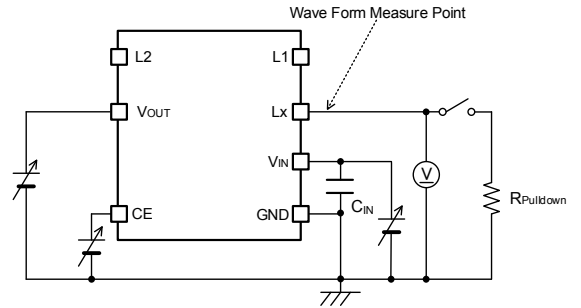 Wave Form Measure Point
L2
L1
VOUT
Lx
VIN
V
RPulldown
CIN
CE
GND